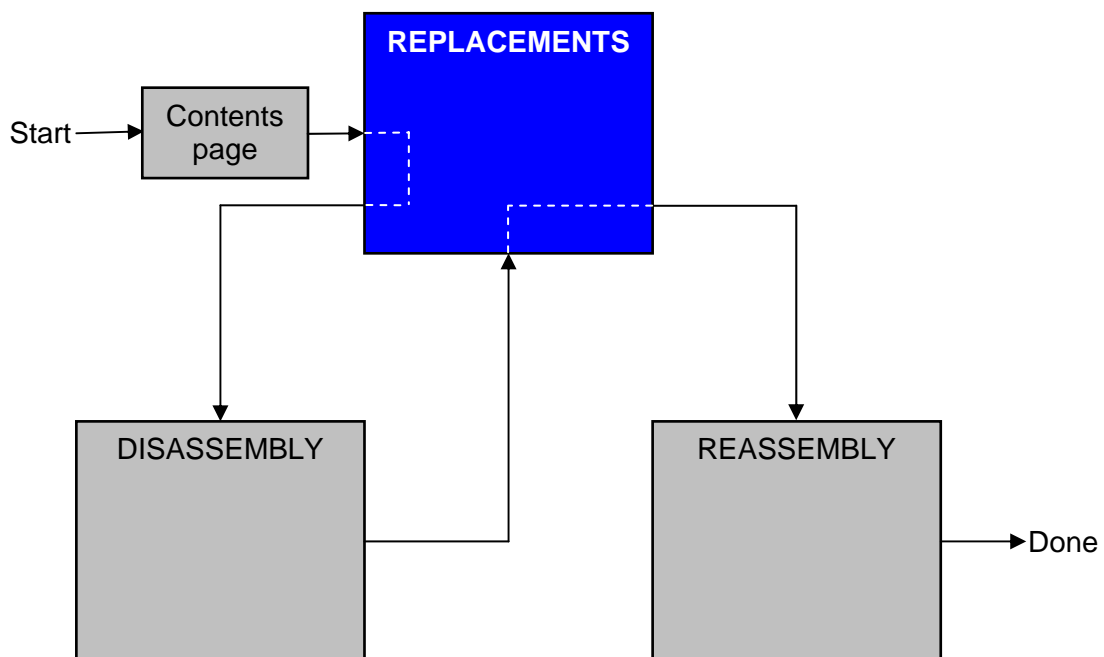 REPLACEMENTS
Start
Contents
page
DISASSEMBLY
REASSEMBLY
Done